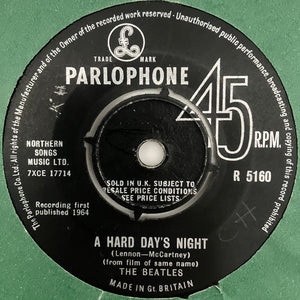 Manufacturer and of the Owner of the recorded work reserved. Unauthorised public performance, broadcasting and copying of this record prohibited.
The Parlophone Co. Ltd. All rights of the
£
TRADE MARK
PARLOPHONE
45 R.P.M.
NORTHERN
SONGS
MUSIC LTD.
7XCE 17714
SOLD IN U.K. SUBJECT TO
RESALE PRICE CONDITIONS
SEE PRICE LISTS
R 5160
Recording first
published 1964
A HARD DAY'S NIGHT
(Lennon-McCartney)
(from film of same name)
THE BEATLES
MADE IN Gt. BRITAIN